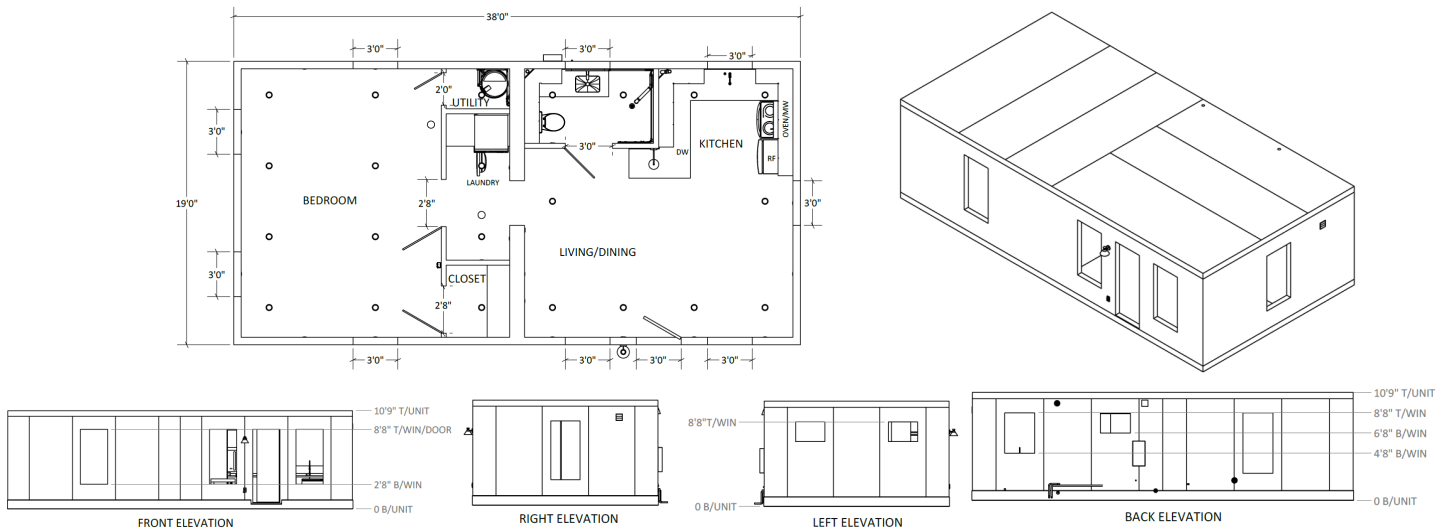 38'0"
3'0"
3'0"
3'0"
2'0"
UTILITY
3'0"
OVEN/MW
3'0"
DW
KITCHEN
RF
LAUNDRY
19'0"
BEDROOM
2'8"
3'0"
LIVING/DINING
3'0"
CLOSET
2'8"
3'0"
3'0"
3'0"
3'0"
10'9" T/UNIT
8'8" T/WIN/DOOR
2'8" B/WIN
0 B/UNIT
FRONT ELEVATION
RIGHT ELEVATION
8'8"T/WIN
0 B/UNIT
LEFT ELEVATION
10'9" T/UNIT
8'8" T/WIN
6'8" B/WIN
4'8" B/WIN
0 B/UNIT
BACK ELEVATION